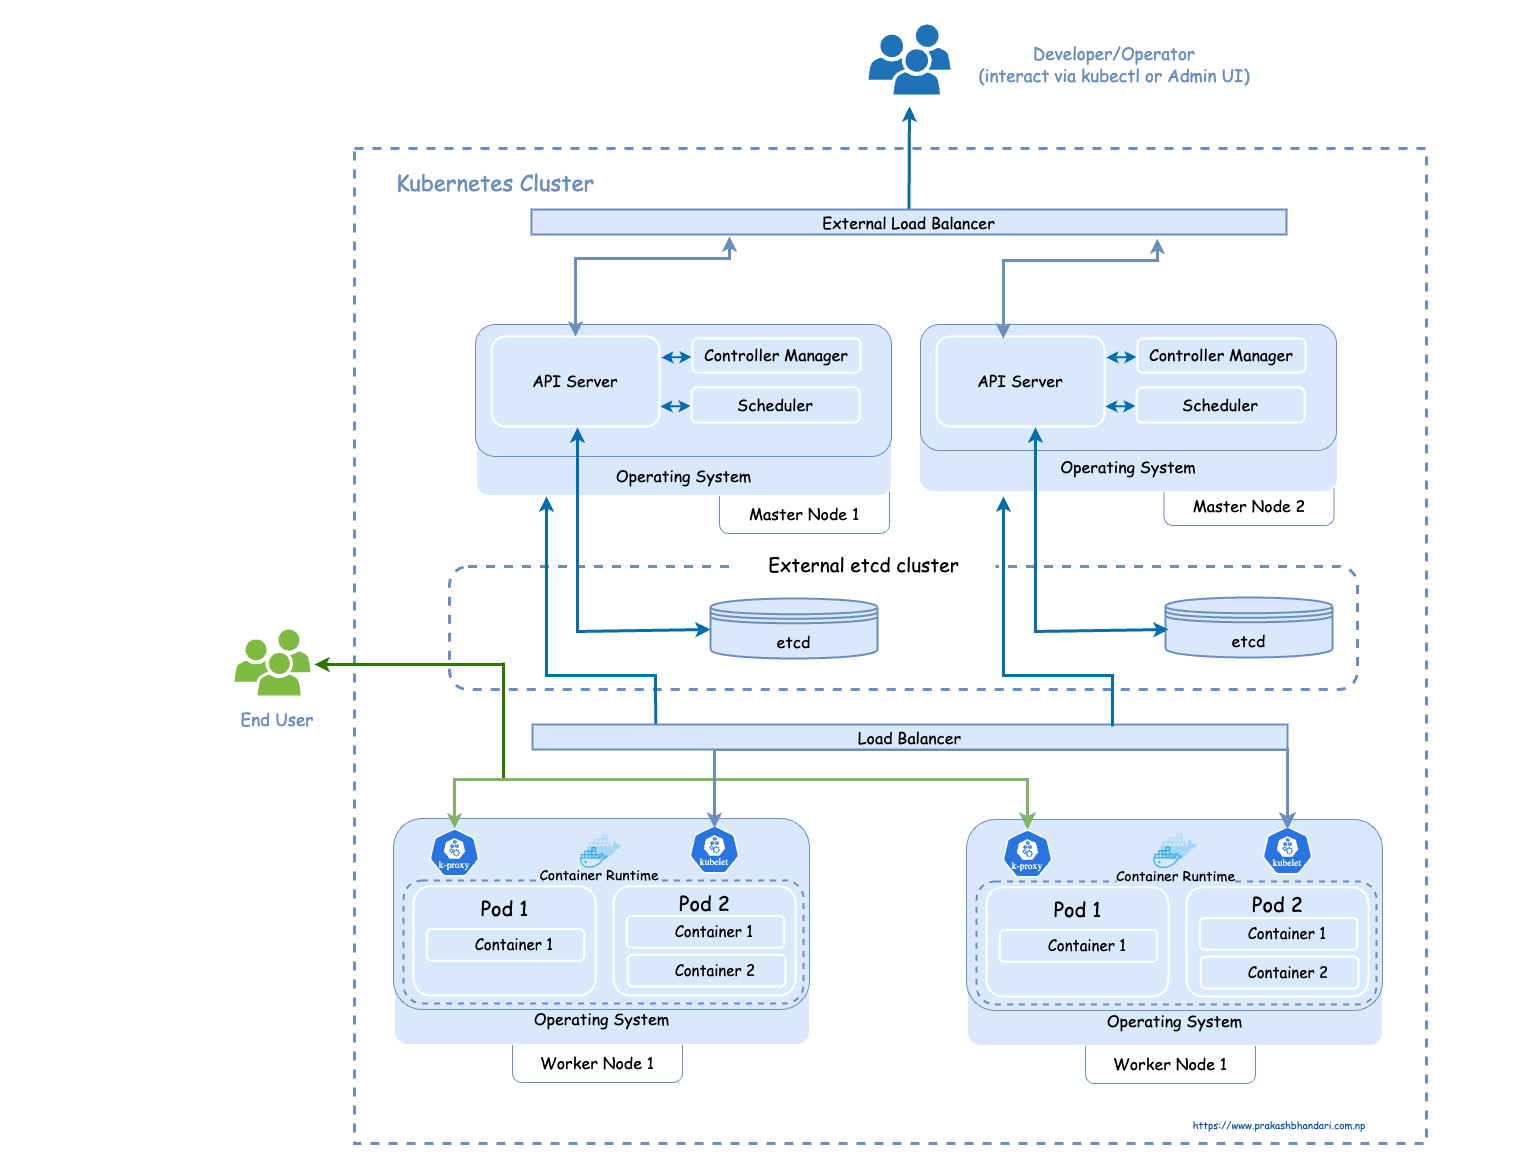 Developer/Operator
(interact via kubectl or Admin UI)
Kubernetes Cluster
External Load Balancer
API Server
Controller Manager
Scheduler
Operating System
Master Node 1
API Server
Controller Manager
Scheduler
Operating System
Master Node 2
External etcd cluster
etcd
etcd
End User
Load Balancer
k-proxy
Container Runtime
kubelet
Pod 1
Container 1
Pod 2
Container 1
Container 2
Operating System
Worker Node 1
k-proxy
Container Runtime
kubelet
Pod 1
Container 1
Pod 2
Container 1
Container 2
Operating System
Worker Node 1
https://www.prakashbhandari.com.np